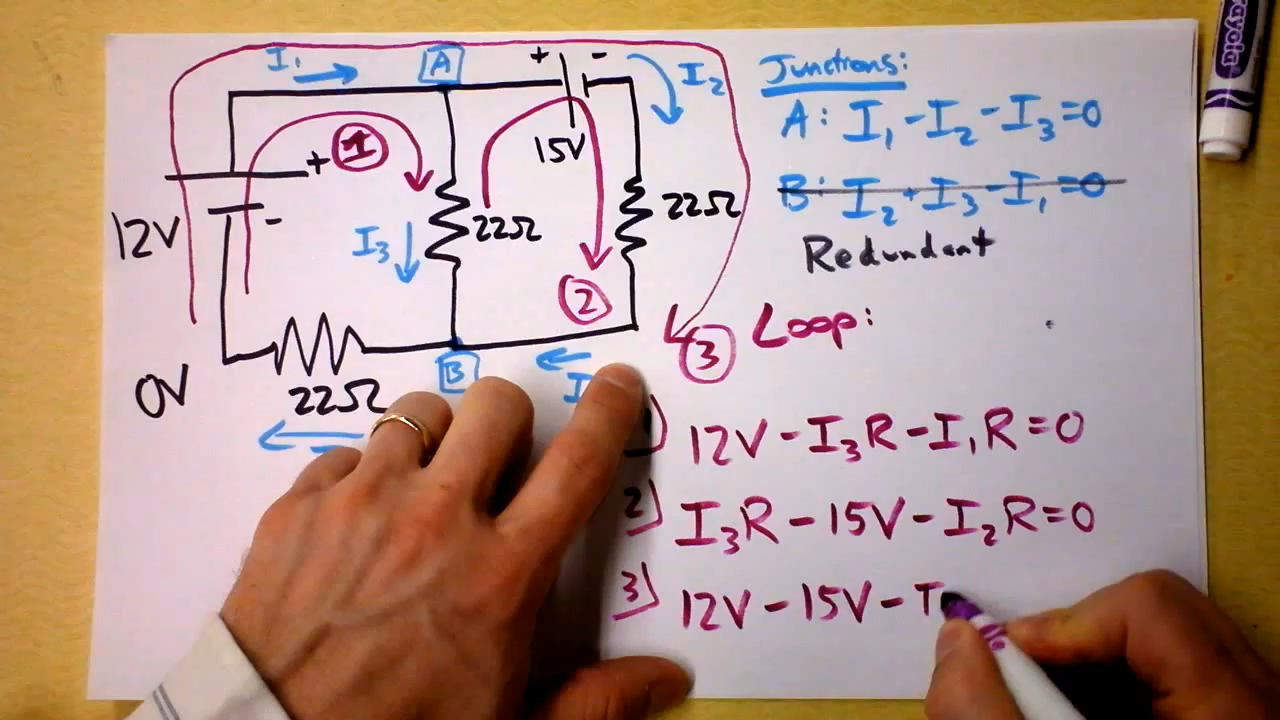 I₁
A
+ -
I₂
15V
1
+
12V
-
I₃
22Ω
22Ω
2
3
0V
22Ω
B
Junctions:
A: I₁ - I₂ - I₃ = 0
B: I₂ + I₃ - I₁ = 0
Redundant
Loop:
) 12V - I₃R - I₁R = 0
2) I₃R - 15V - I₂R = 0
3) 12V - 15V - I
Crayola